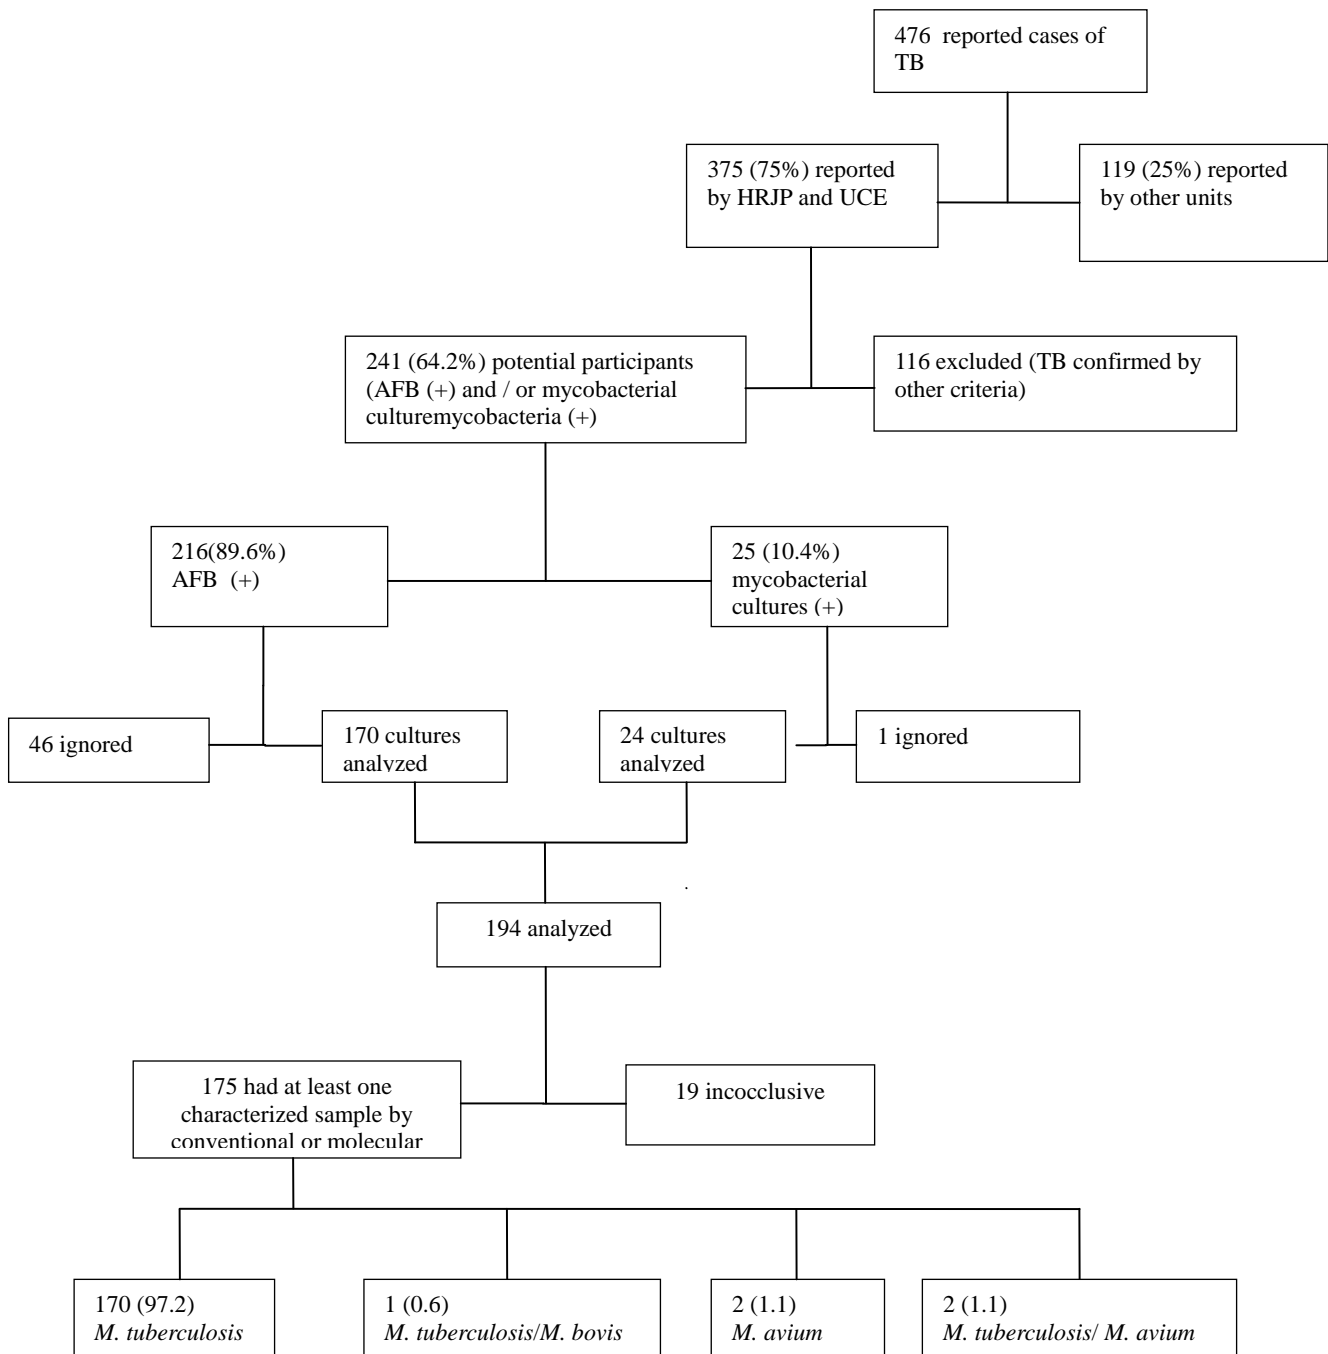 476 reported cases of
TB
375 (75%) reported
by HRJP and UCE
119 (25%) reported
by other units
241 (64.2%) potential participants
(AFB (+) and / or mycobacterial
culturemycobacteria (+)
116 excluded (TB confirmed by
other criteria)
216(89.6%)
AFB (+)
25 (10.4%)
mycobacterial
cultures (+)
46 ignored
170 cultures
analyzed
24 cultures
analyzed
1 ignored
194 analyzed
175 had at least one
characterized sample by
conventional or molecular
19 incocclusive
170 (97.2)
M. tuberculosis
1 (0.6)
M. tuberculosis/M. bovis
2 (1.1)
M. avium
2 (1.1)
M. tuberculosis/ M. avium